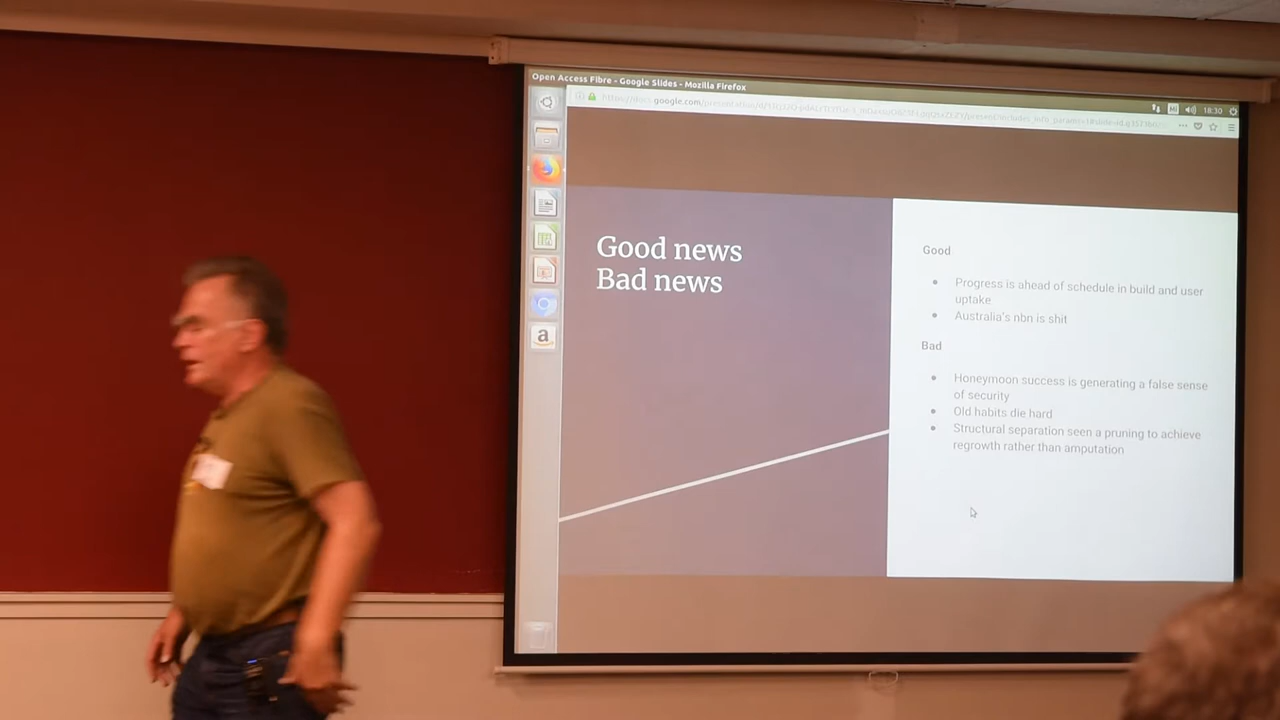 Open Access Fibre - Google Slides - Mozilla Firefox
18:30
Good news
Bad news
Good
Progress is ahead of schedule in build and user
uptake
Australia's nbn is shit
Bad
Honeymoon success is generating a false sense
of security
Old habits die hard
Structural separation seen a pruning to achieve
regrowth rather than amputation